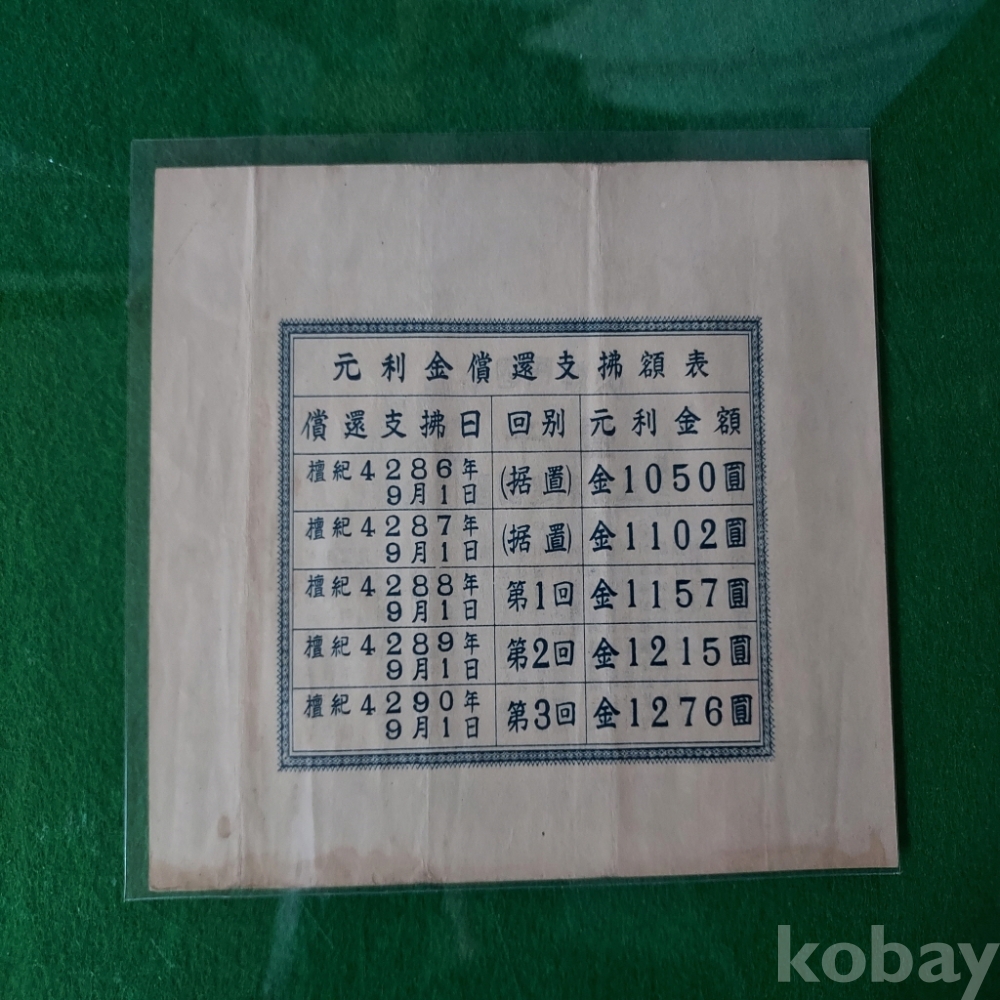 元利金償還支拂額表
償還支拂日 回別 元利金額
檀紀4286年9月1日 (据置) 金1050圓
檀紀4287年9月1日 (据置) 金1102圓
檀紀4288年9月1日 第1回 金1157圓
檀紀4289年9月1日 第2回 金1215圓
檀紀4290年9月1日 第3回 金1276圓
kobay